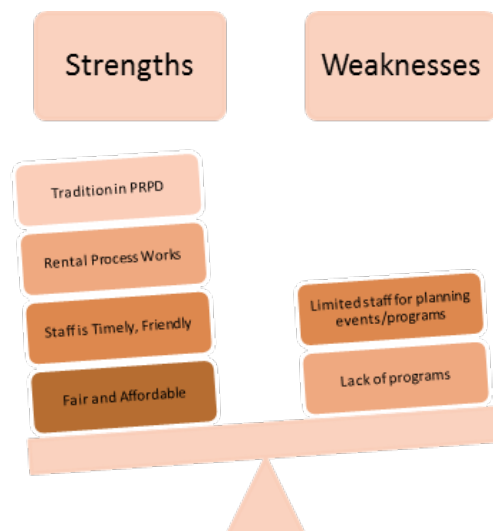 Strengths
Weaknesses
Tradition in PRPD
Rental Process Works
Staff is Timely, Friendly
Fair and Affordable
Limited staff for planning
events/programs
Lack of programs